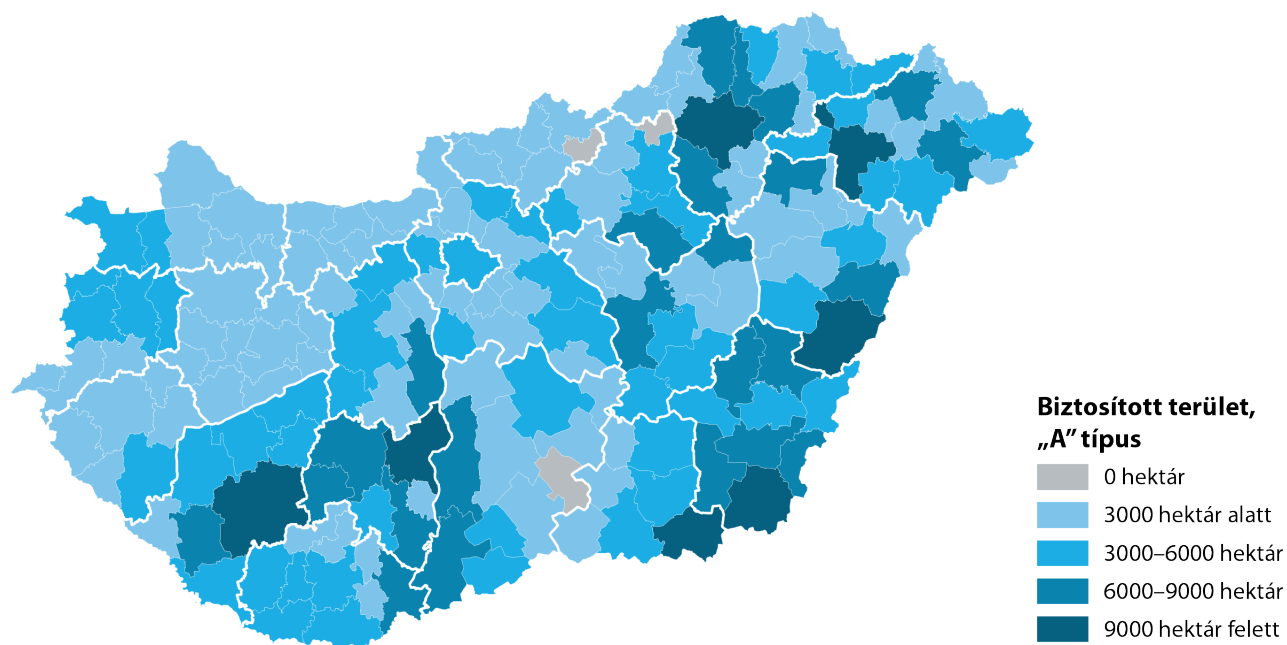 Biztosított terület,
„A” típus
0 hektár
3000 hektár alatt
3000–6000 hektár
6000–9000 hektár
9000 hektár felett